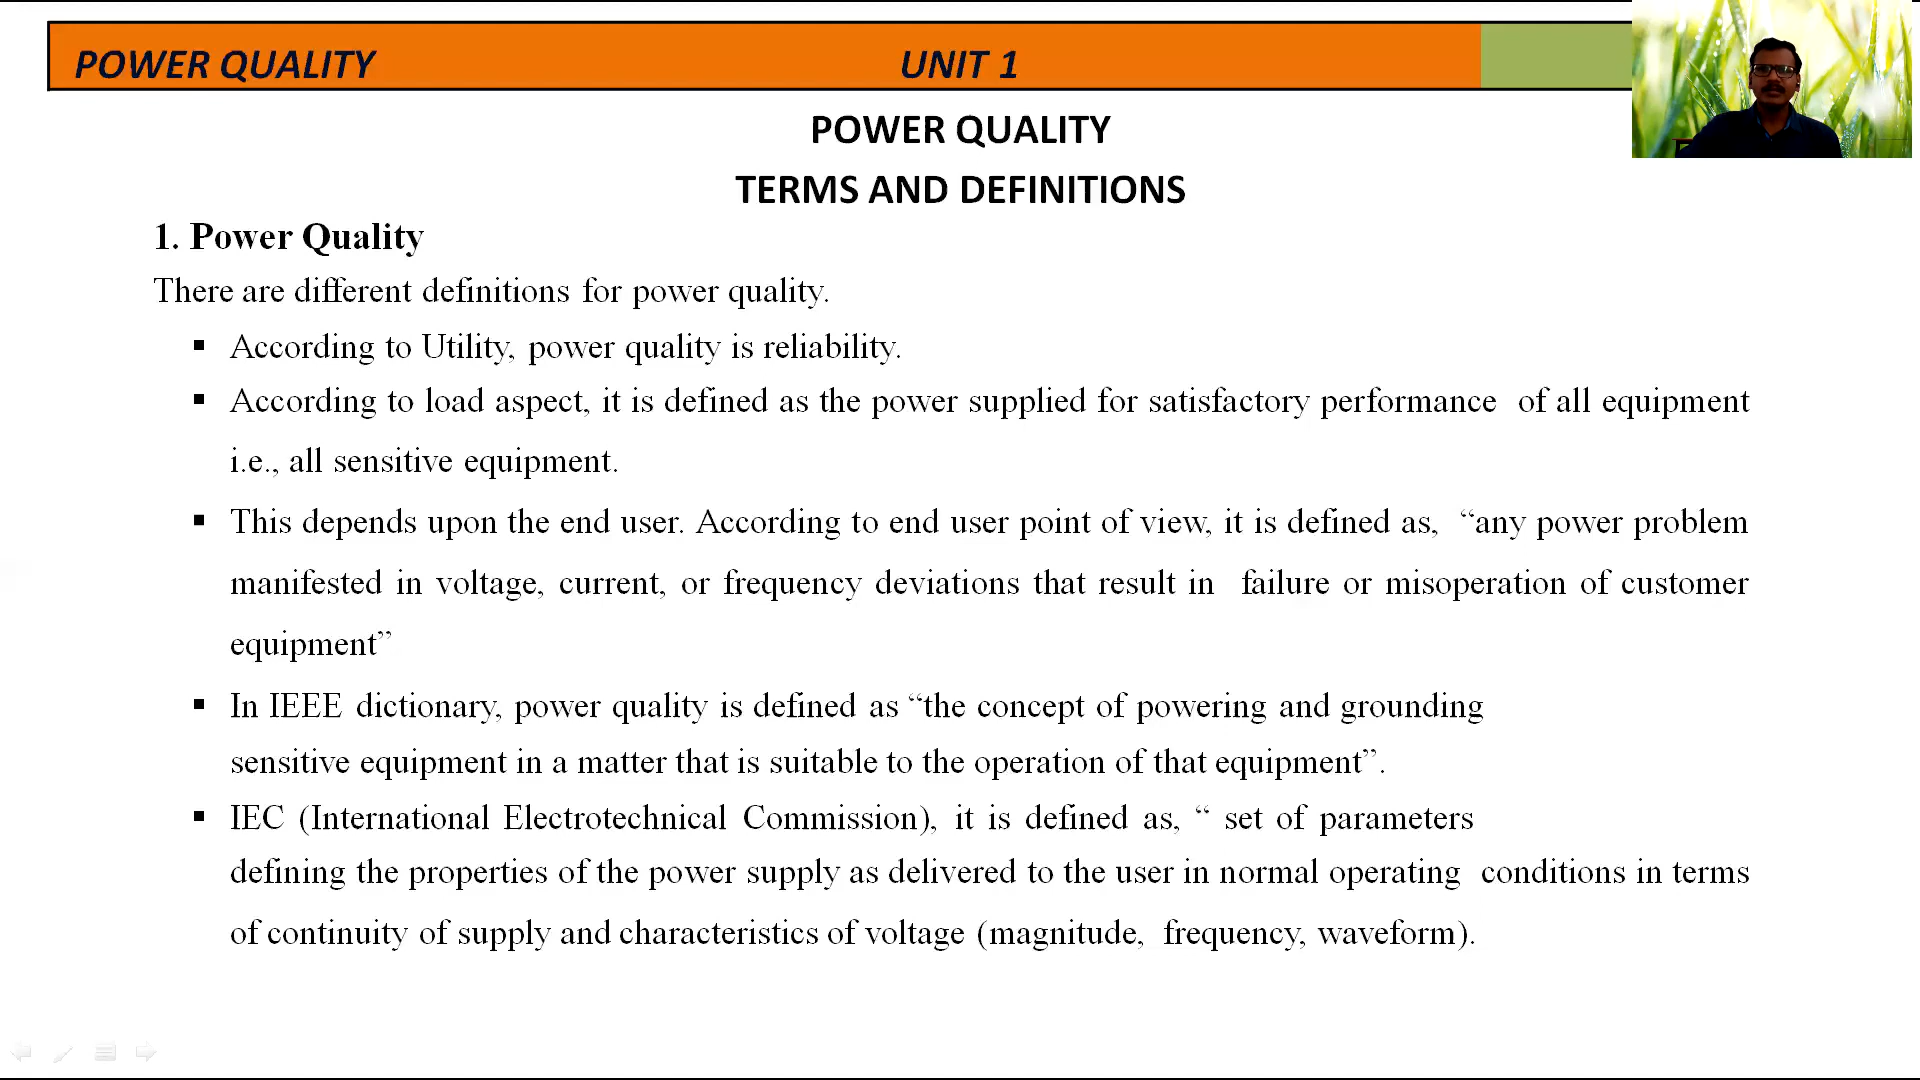 POWER QUALITY UNIT 1
POWER QUALITY
TERMS AND DEFINITIONS
1. Power Quality
There are different definitions for power quality.
▪ According to Utility, power quality is reliability.
▪ According to load aspect, it is defined as the power supplied for satisfactory performance of all equipment
i.e., all sensitive equipment.
▪ This depends upon the end user. According to end user point of view, it is defined as, “any power problem
manifested in voltage, current, or frequency deviations that result in failure or misoperation of customer
equipment”
▪ In IEEE dictionary, power quality is defined as “the concept of powering and grounding
sensitive equipment in a matter that is suitable to the operation of that equipment”.
▪ IEC (International Electrotechnical Commission), it is defined as, “ set of parameters
defining the properties of the power supply as delivered to the user in normal operating conditions in terms
of continuity of supply and characteristics of voltage (magnitude, frequency, waveform).